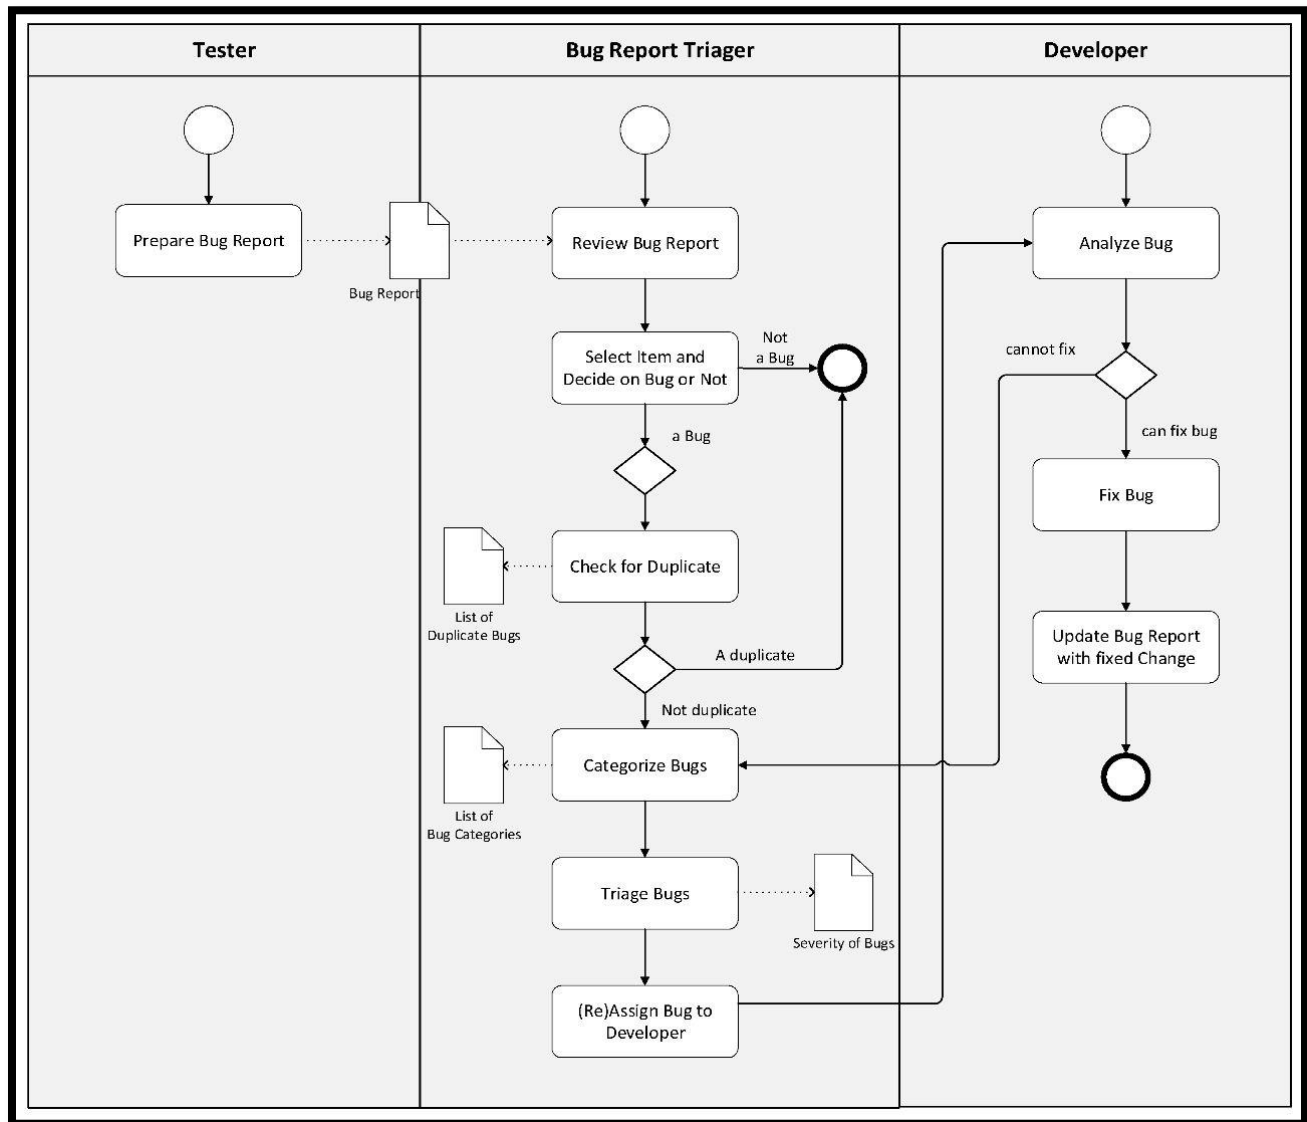 Tester
Bug Report Triager
Developer
Prepare Bug Report
Bug Report
Review Bug Report
Analyze Bug
Select Item and
Decide on Bug or Not
Not
a Bug
cannot fix
a Bug
can fix bug
Fix Bug
Check for Duplicate
List of
Duplicate Bugs
A duplicate
Update Bug Report
with fixed Change
Not duplicate
Categorize Bugs
List of
Bug Categories
Triage Bugs
Severity of Bugs
(Re)Assign Bug to
Developer